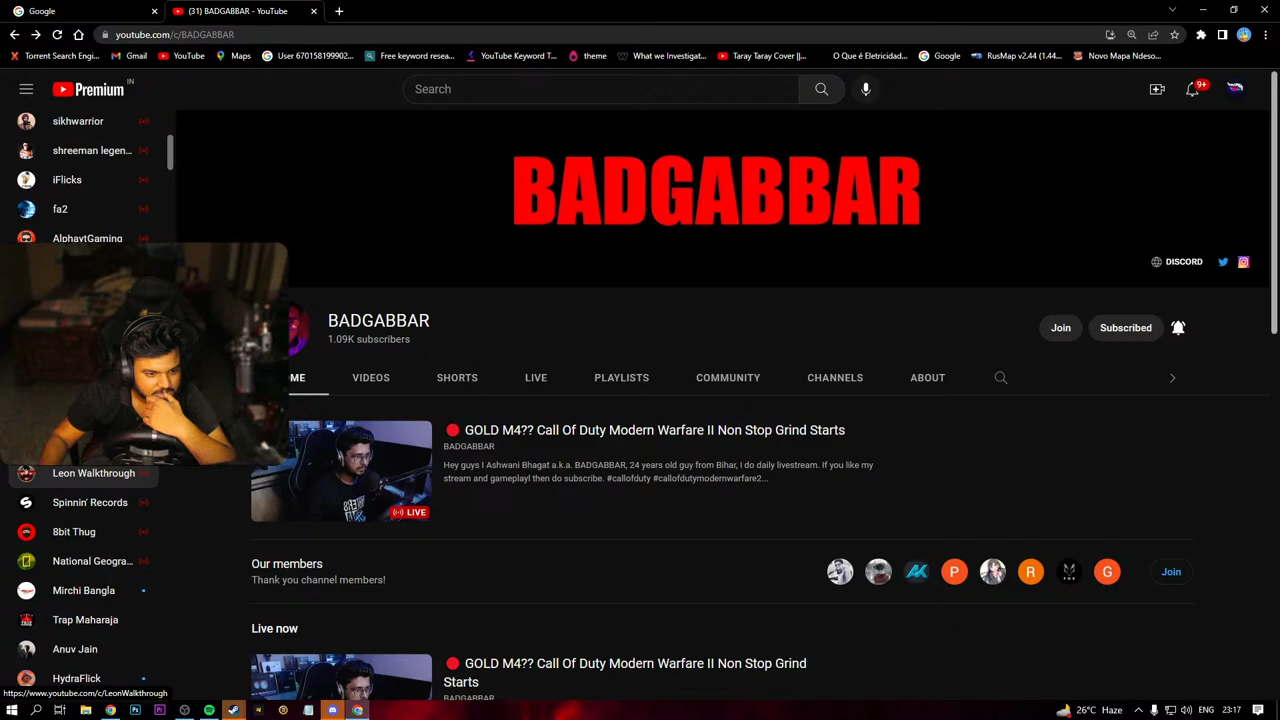 Google
(31) BADGABBAR - YouTube
youtube.com/c/BADGABBAR
Torrent Search Engi...
Gmail
YouTube
Maps
User 670158199902...
Free keyword resea...
YouTube Keyword T...
theme
What we Investigat...
Taray Taray Cover ||...
O Que é Eletricidad...
Google
RusMap v2.44 (1.44...
Novo Mapa Ndeso...
Premium
IN
Search
9+
sikhwarrior
shreeman legen...
iFlicks
fa2
AlphaytGaming
BADGABBAR
DISCORD
BADGABBAR
1.09K subscribers
Join
Subscribed
OME
VIDEOS
SHORTS
LIVE
PLAYLISTS
COMMUNITY
CHANNELS
ABOUT
GOLD M4?? Call Of Duty Modern Warfare II Non Stop Grind Starts
BADGABBAR
Hey guys I Ashwani Bhagat a.k.a. BADGABBAR, 24 years old guy from Bihar, I do daily livestream. If you like my
stream and gameplayI then do subscribe. #callofduty #callofdutymodernwarfare2...
LIVE
Leon Walkthrough
Spinnin' Records
8bit Thug
National Geogra...
Mirchi Bangla
Trap Maharaja
Anuv Jain
HydraFlick
Our members
Thank you channel members!
P
R
G
Join
Live now
GOLD M4?? Call Of Duty Modern Warfare II Non Stop Grind
Starts
BADGABBAR
https://www.youtube.com/c/LeonWalkthrough
26°C Haze
ENG
23:17